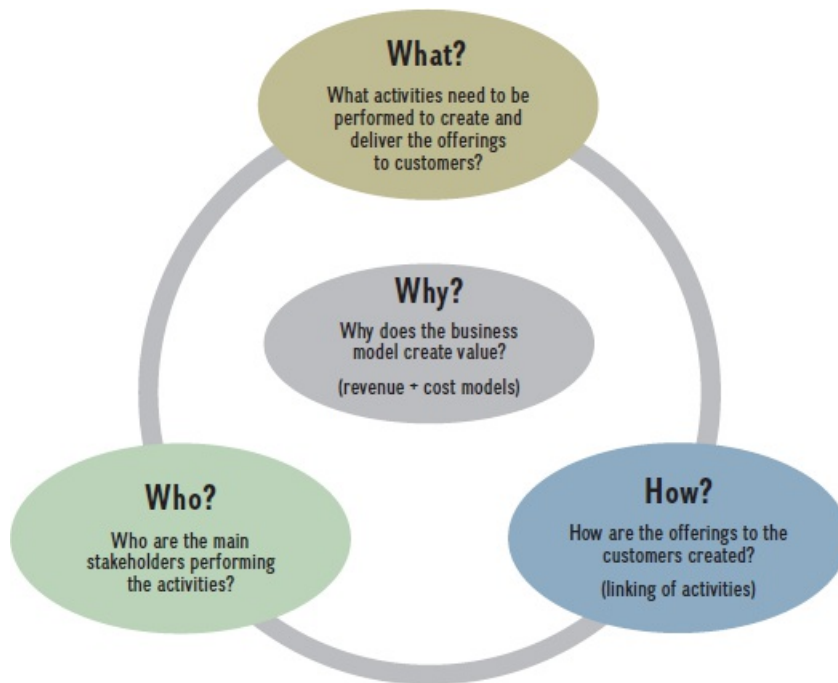 What?
What activities need to be
performed to create and
deliver the offerings
to customers?
Why?
Why does the business
model create value?
(revenue + cost models)
Who?
Who are the main
stakeholders performing
the activities?
How?
How are the offerings to the
customers created?
(linking of activities)